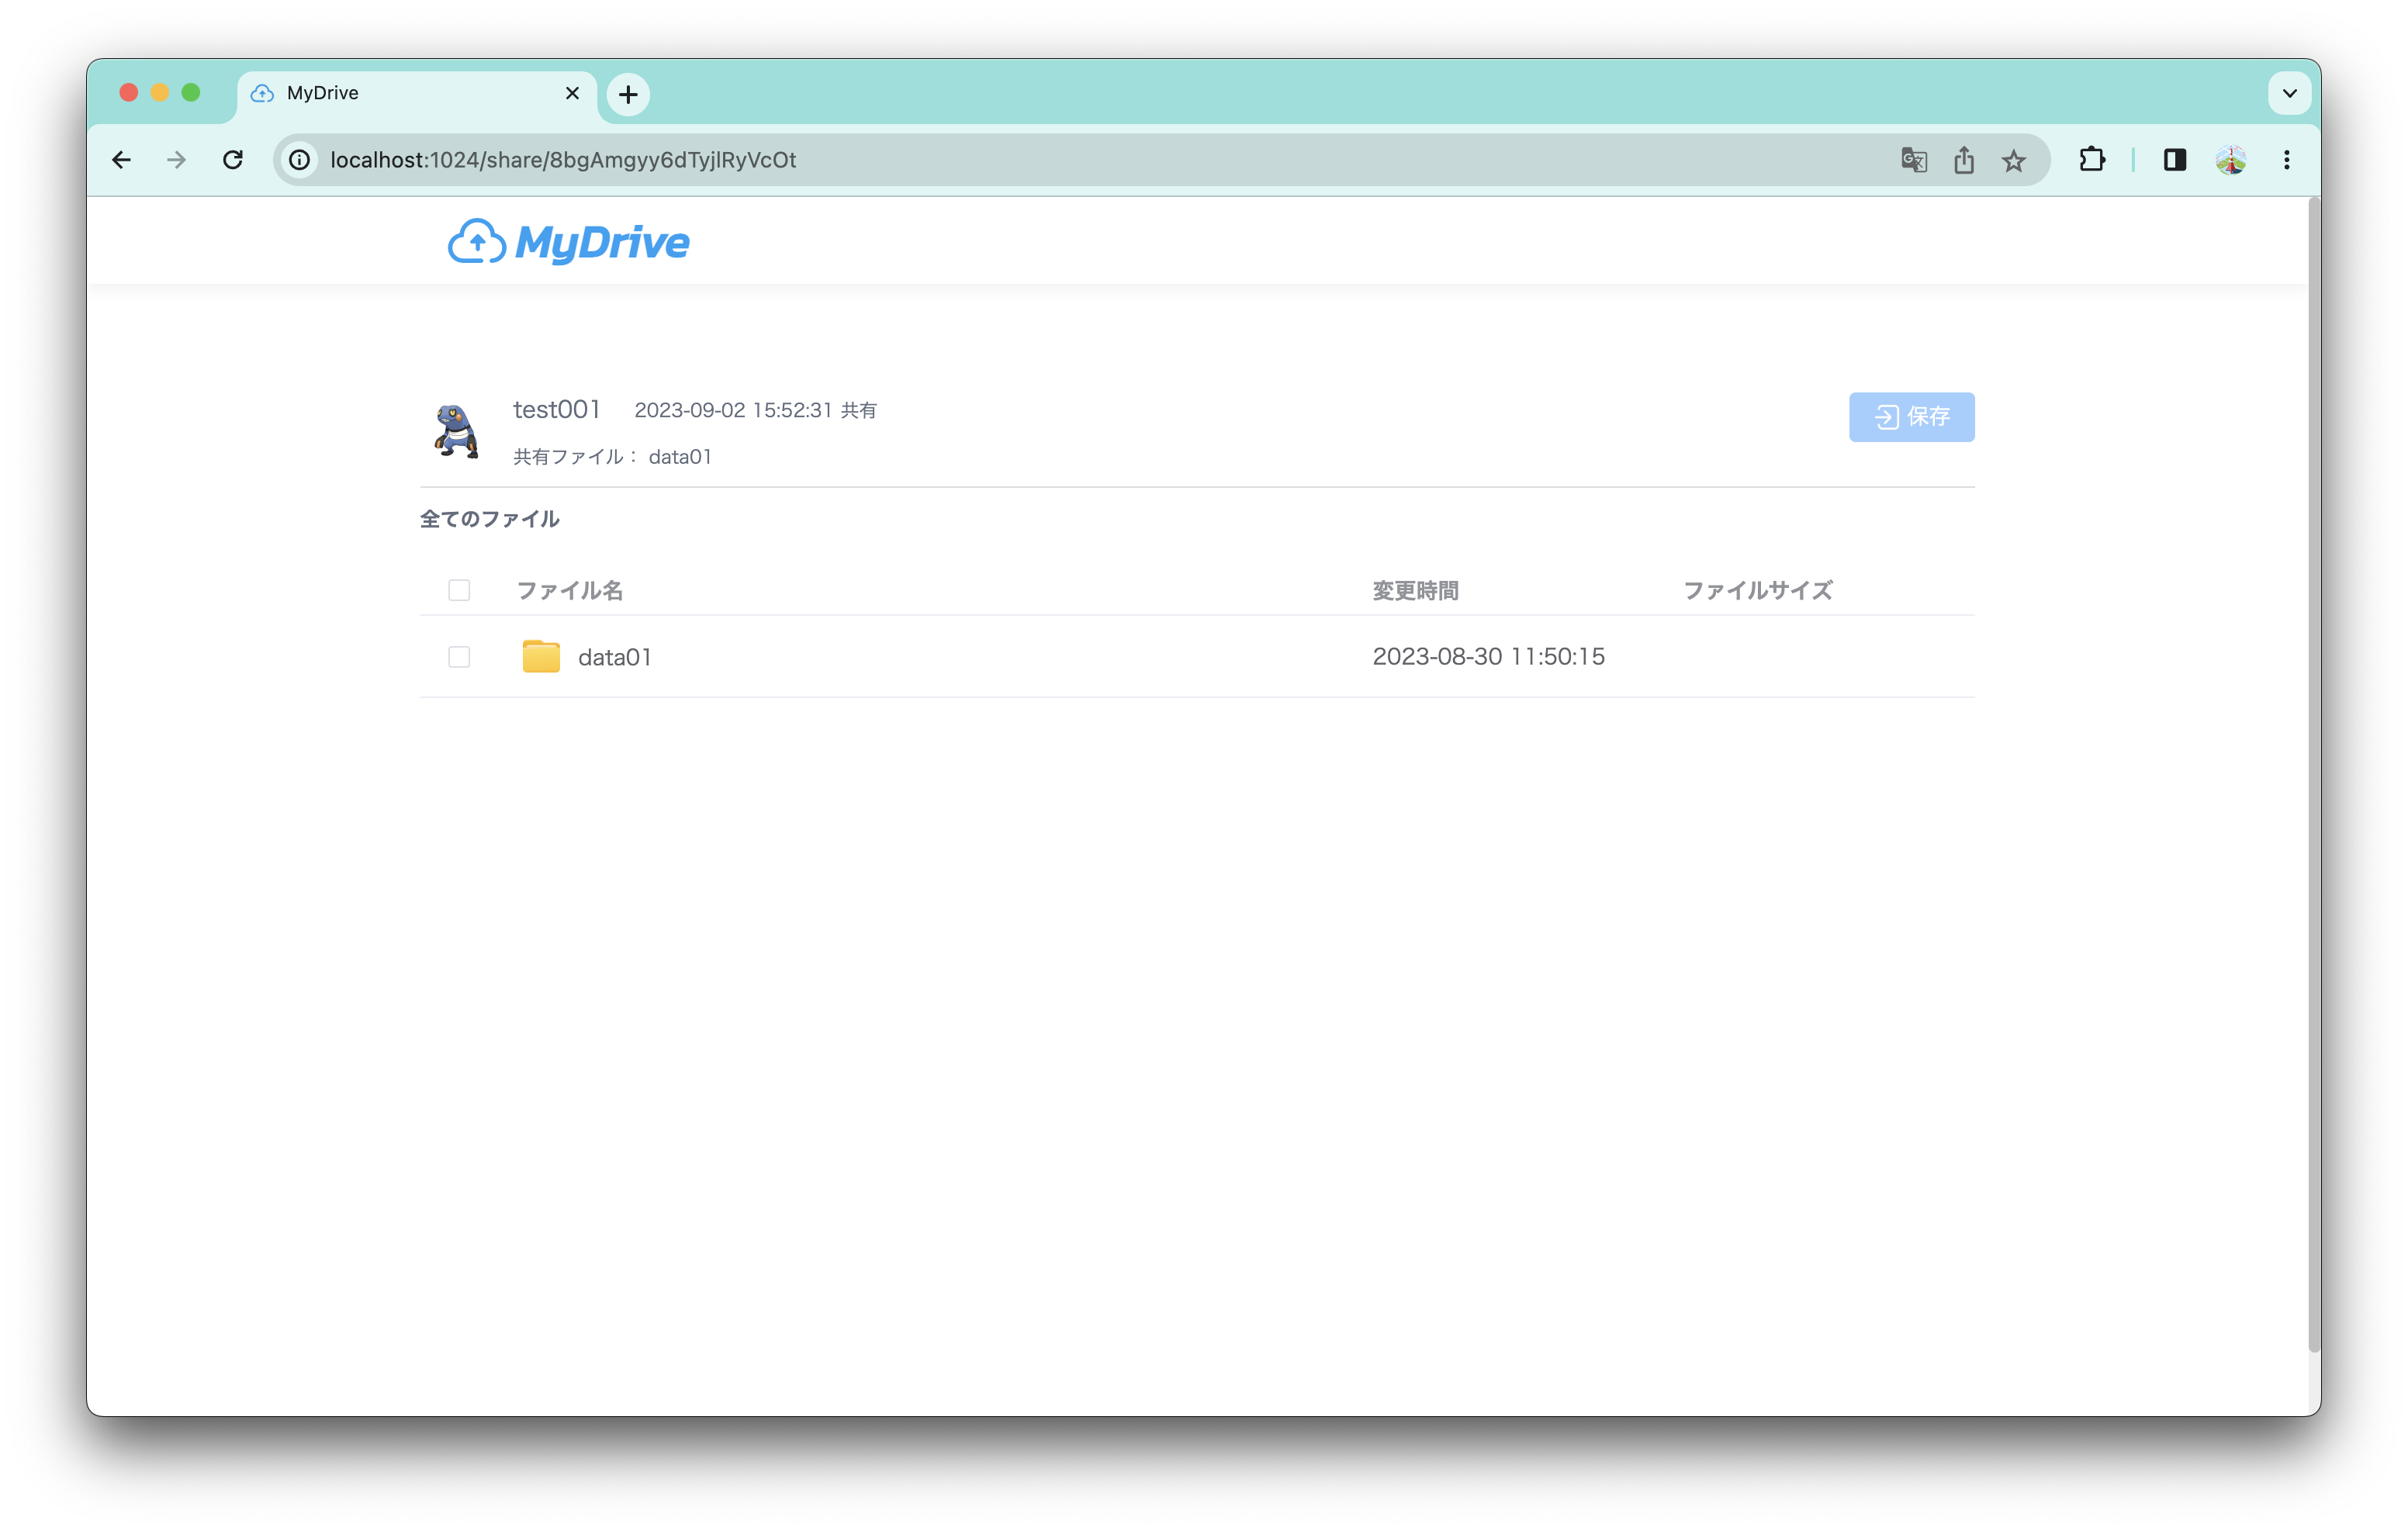 MyDrive
localhost:1024/share/8bgAmgyy6dTyjlRyVcOt
MyDrive
test001 2023-09-02 15:52:31 共有
保存
共有ファイル： data01
全てのファイル
ファイル名 変更時間 ファイルサイズ
data01 2023-08-30 11:50:15